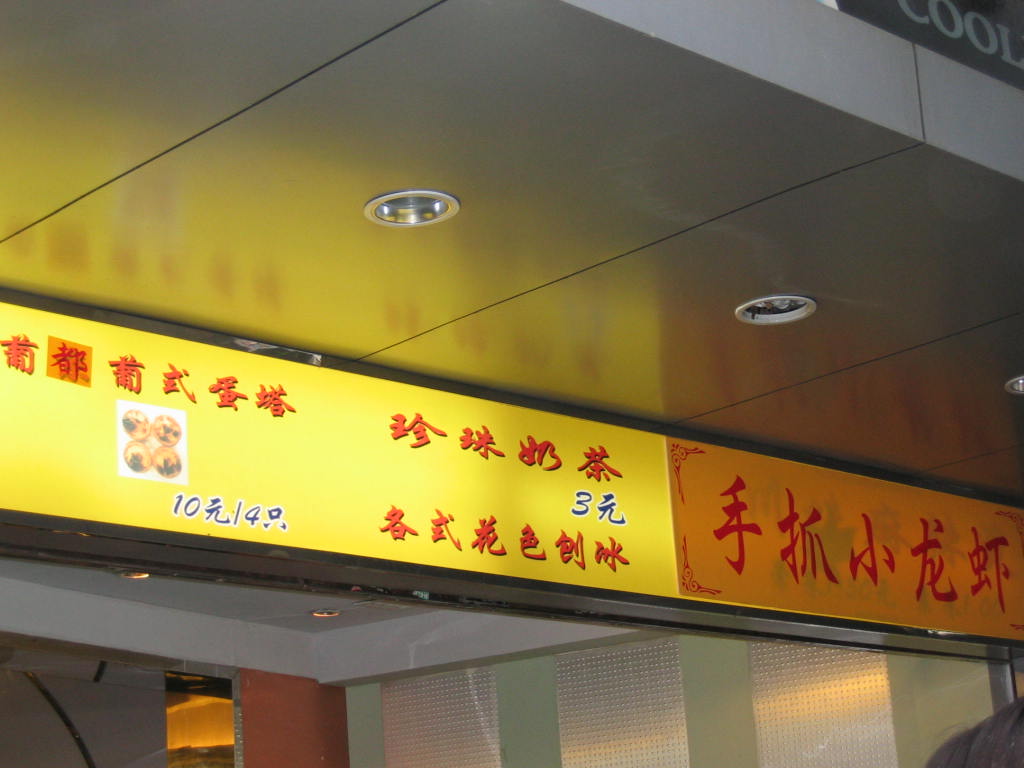 COOL
葡都 葡式蛋塔
10元/4只
珍珠奶茶
3元
各式花色刨冰
手抓小龙虾